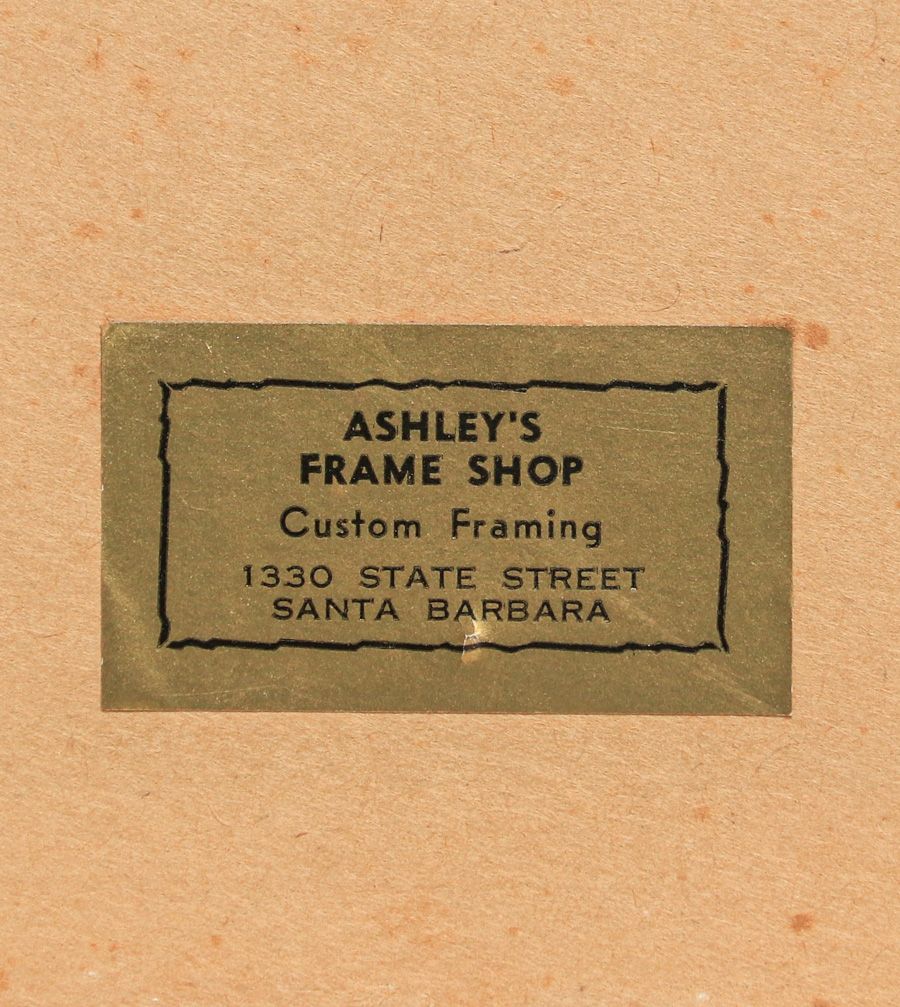 ASHLEY'S
FRAME SHOP
Custom Framing
1330 STATE STREET
SANTA BARBARA